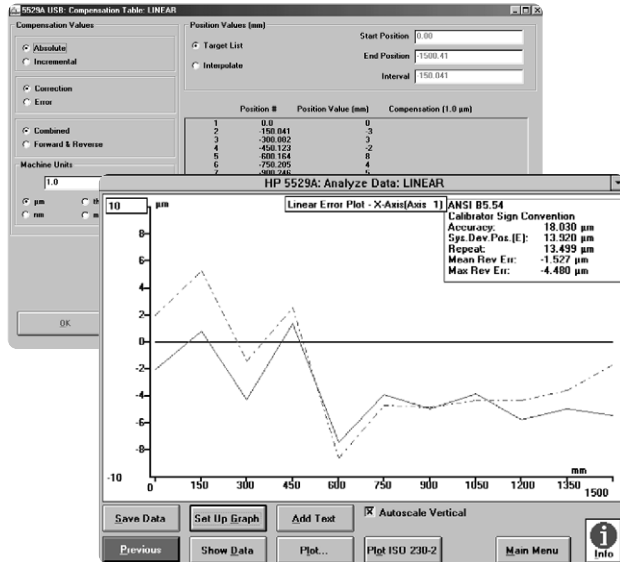 5529A USB: Compensation Table: LINEAR
Compensation Values
Absolute
Incremental
Correction
Error
Combined
Forward & Reverse
Machine Units
1.0
µm
nm
OK
Position Values (mm)
Target List
Interpolate
Start Position 0.00
End Position -1500.41
Interval -150.041
Position # Position Value (mm) Compensation (1.0 µm)
1 0.0 0
2 -150.041 -3
3 -300.082 3
4 -450.123 -2
5 -600.164 8
6 -750.205 4
7 -900.246 5
HP 5529A: Analyze Data: LINEAR
10 µm
Linear Error Plot - X-Axis(Axis 1)
ANSI B5.54
Calibrator Sign Convention
Accuracy: 18.030 µm
Sys.Dev.Pos.(E): 13.920 µm
Repeat: 13.499 µm
Mean Rev Err: -1.527 µm
Max Rev Err: -4.480 µm
8
6
4
2
0
-2
-4
-6
-8
-10
mm
0 150 300 450 600 750 900 1050 1200 1350 1500
Save Data Set Up Graph Add Text Autoscale Vertical
Previous Show Data Plot... Plot ISO 230-2 Main Menu Info